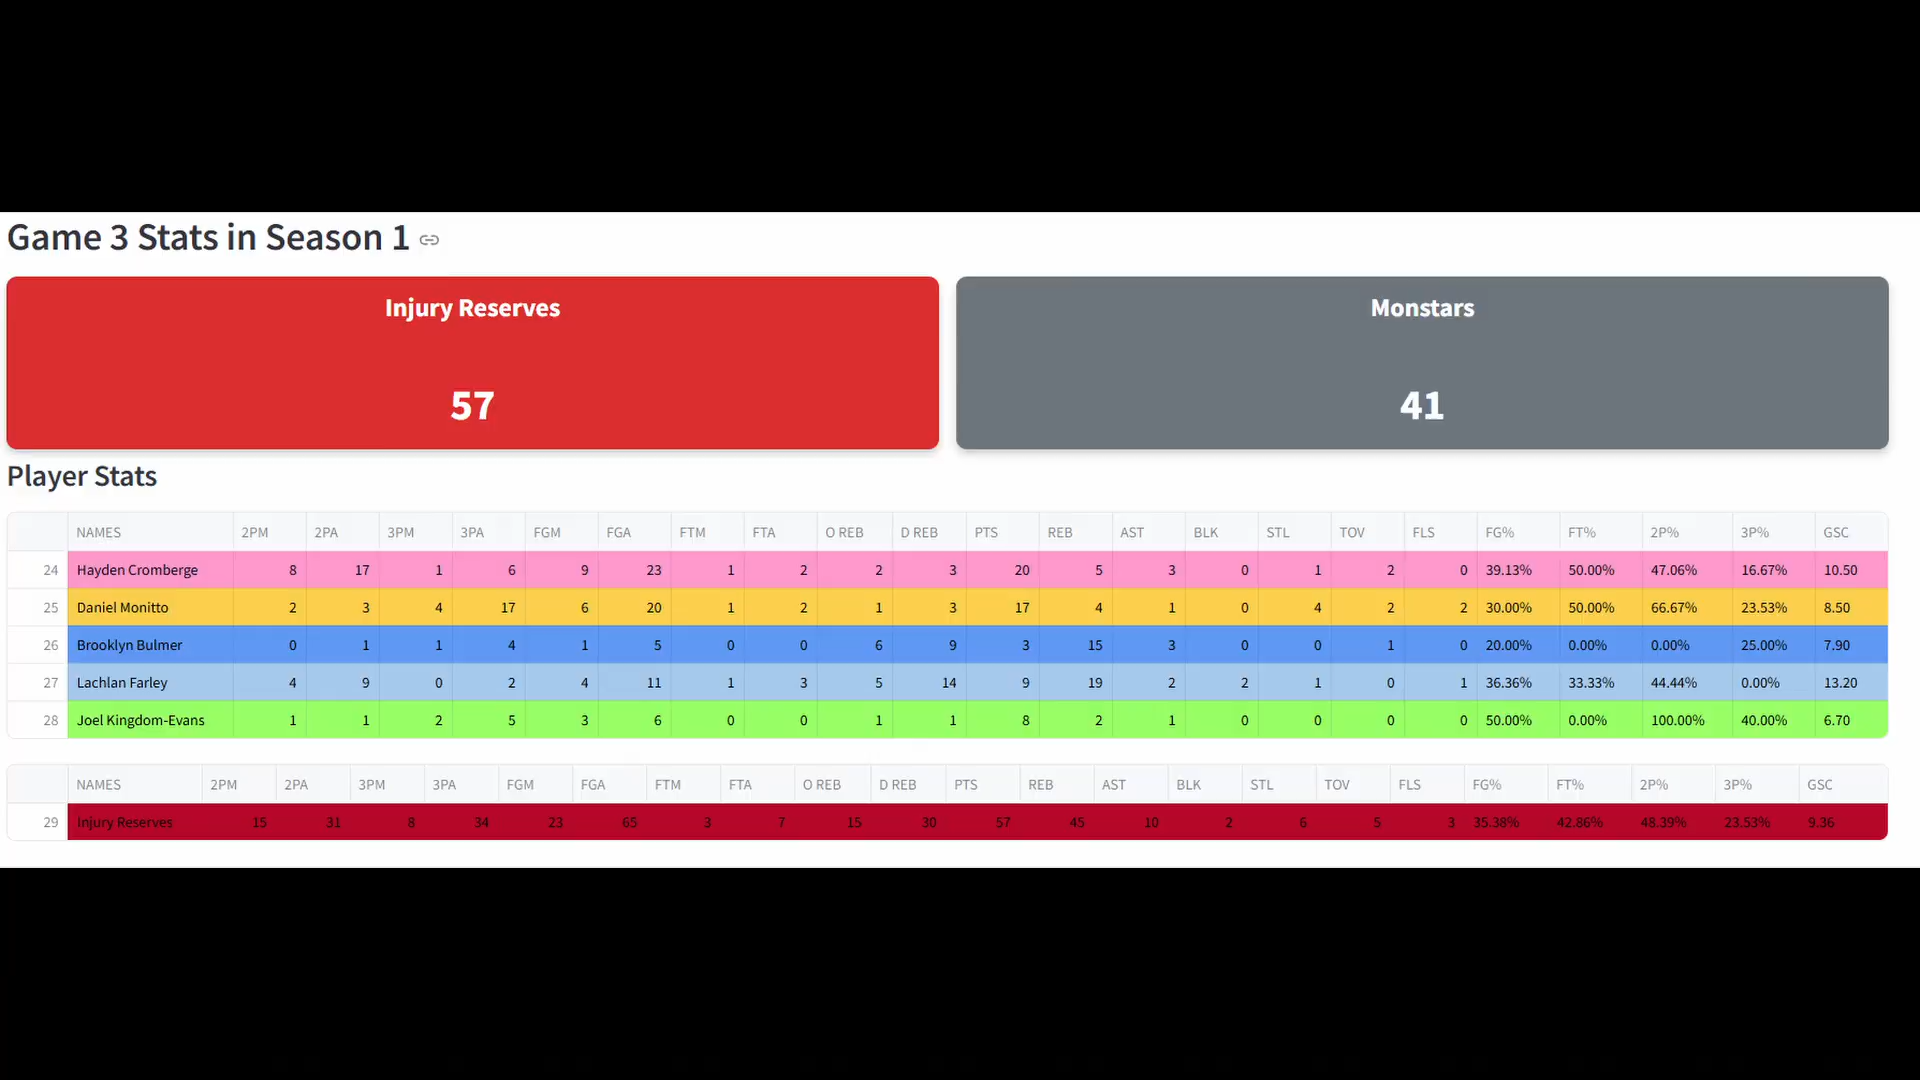 Game 3 Stats in Season 1
Injury Reserves
57
Monstars
41
Player Stats
NAMES 2PM 2PA 3PM 3PA FGM FGA FTM FTA O REB D REB PTS REB AST BLK STL TOV FLS FG% FT% 2P% 3P% GSC
24 Hayden Cromberge 8 17 1 6 9 23 1 2 2 3 20 5 3 0 1 2 0 39.13% 50.00% 47.06% 16.67% 10.50
25 Daniel Monitto 2 3 4 17 6 20 1 2 1 3 17 4 1 0 4 2 2 30.00% 50.00% 66.67% 23.53% 8.50
26 Brooklyn Bulmer 0 1 1 4 1 5 0 0 6 9 3 15 3 0 0 1 0 20.00% 0.00% 0.00% 25.00% 7.90
27 Lachlan Farley 4 9 0 2 4 11 1 3 5 14 9 19 2 2 1 0 1 36.36% 33.33% 44.44% 0.00% 13.20
28 Joel Kingdom-Evans 1 1 2 5 3 6 0 0 1 1 8 2 1 0 0 0 0 50.00% 0.00% 100.00% 40.00% 6.70
NAMES 2PM 2PA 3PM 3PA FGM FGA FTM FTA O REB D REB PTS REB AST BLK STL TOV FLS FG% FT% 2P% 3P% GSC
29 Injury Reserves 15 31 8 34 23 65 3 7 15 30 57 45 10 2 6 5 3 35.38% 42.86% 48.39% 23.53% 9.36